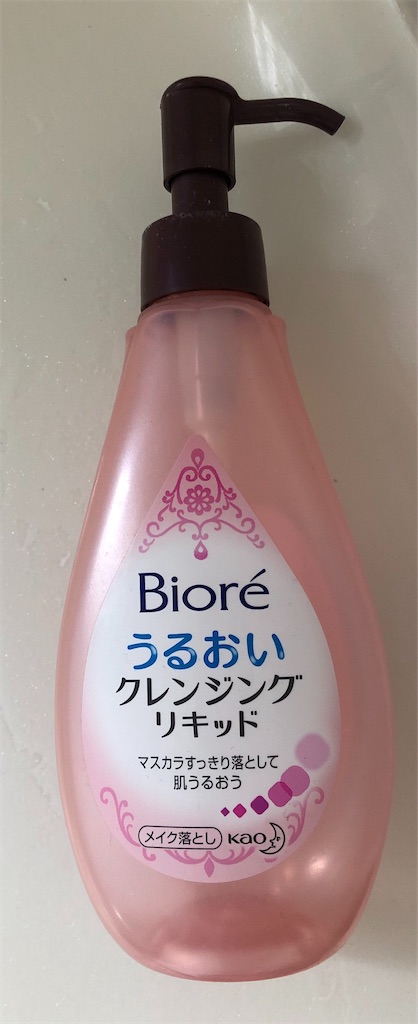 Bioré
うるおい
クレンジング
リキッド
マスカラすっきり落として
肌うるおう
メイク落とし Kao